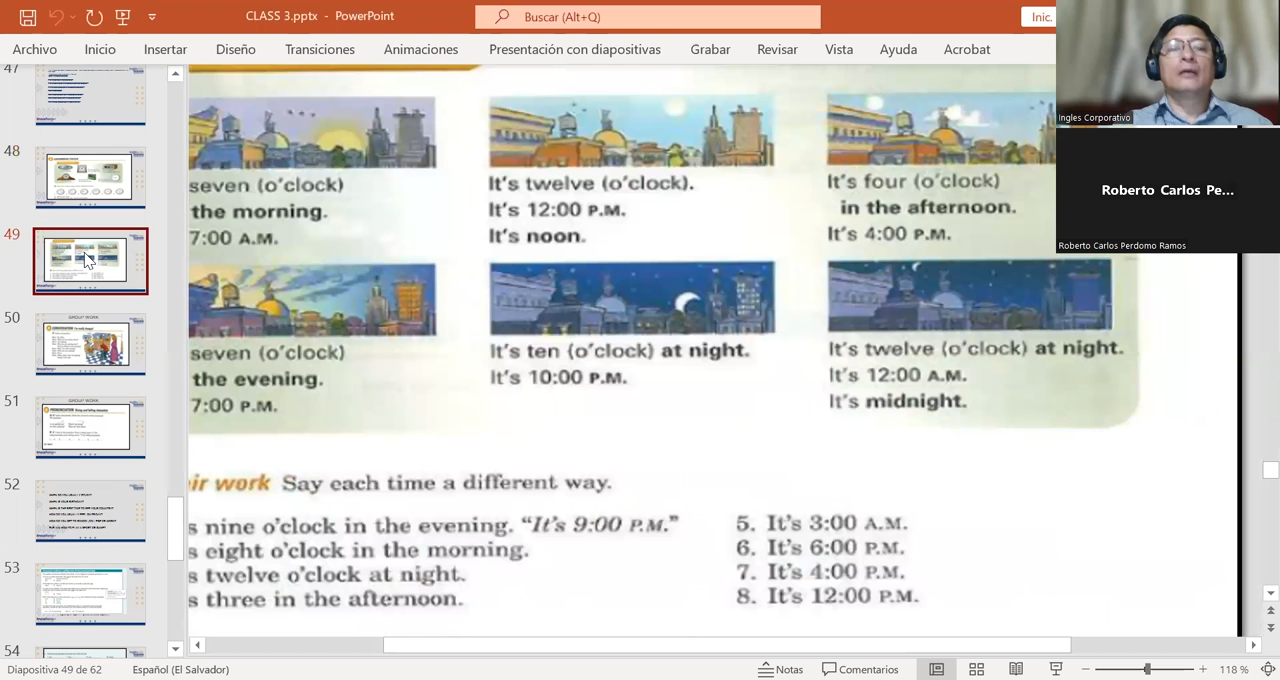 CLASS 3.pptx - PowerPoint
Buscar (Alt+Q)
Inic.
Archivo Inicio Insertar Diseño Transiciones Animaciones Presentación con diapositivas Grabar Revisar Vista Ayuda Acrobat
Ingles Corporativo
Roberto Carlos Pe...
Roberto Carlos Perdomo Ramos
47
48
49
50
GROUP WORK
51
GROUP WORK
52
53
54
seven (o'clock)
the morning.
7:00 A.M.
It's twelve (o'clock).
It's 12:00 P.M.
It's noon.
It's four (o'clock)
in the afternoon.
It's 4:00 P.M.
seven (o'clock)
the evening.
7:00 P.M.
It's ten (o'clock) at night.
It's 10:00 P.M.
It's twelve (o'clock) at night.
It's 12:00 A.M.
It's midnight.
ir work Say each time a different way.
s nine o'clock in the evening. "It's 9:00 P.M."
s eight o'clock in the morning.
s twelve o'clock at night.
s three in the afternoon.
5. It's 3:00 A.M.
6. It's 6:00 P.M.
7. It's 4:00 P.M.
8. It's 12:00 P.M.
Diapositiva 49 de 62 Español (El Salvador) Notas Comentarios 118 %